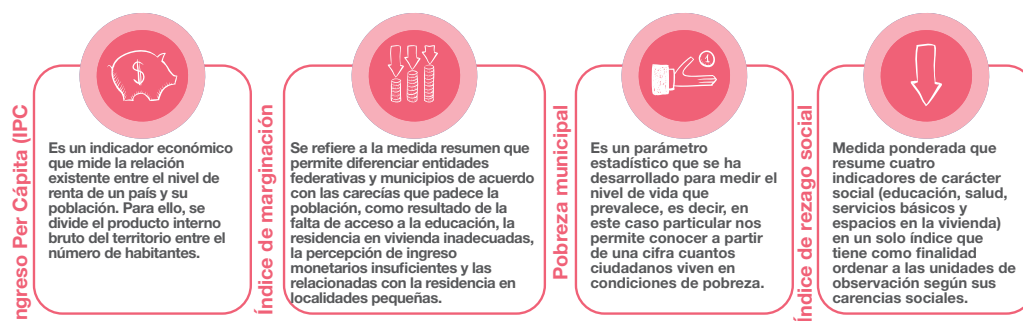 ngreso Per Cápita (IPC
Es un indicador económico
que mide la relación
existente entre el nivel de
renta de un país y su
población. Para ello, se
divide el producto interno
bruto del territorio entre el
número de habitantes.
Índice de marginación
Se refiere a la medida resumen que
permite diferenciar entidades
federativas y municipios de acuerdo
con las carecías que padece la
población, como resultado de la
falta de acceso a la educación, la
residencia en vivienda inadecuadas,
la percepción de ingreso
monetarios insuficientes y las
relacionadas con la residencia en
localidades pequeñas.
Pobreza municipal
1
Es un parámetro
estadístico que se ha
desarrollado para medir el
nivel de vida que
prevalece, es decir, en
este caso particular nos
permite conocer a partir
de una cifra cuantos
ciudadanos viven en
condiciones de pobreza.
Índice de rezago social
Medida ponderada que
resume cuatro
indicadores de carácter
social (educación, salud,
servicios básicos y
espacios en la vivienda)
en un solo índice que
tiene como finalidad
ordenar a las unidades de
observación según sus
carencias sociales.